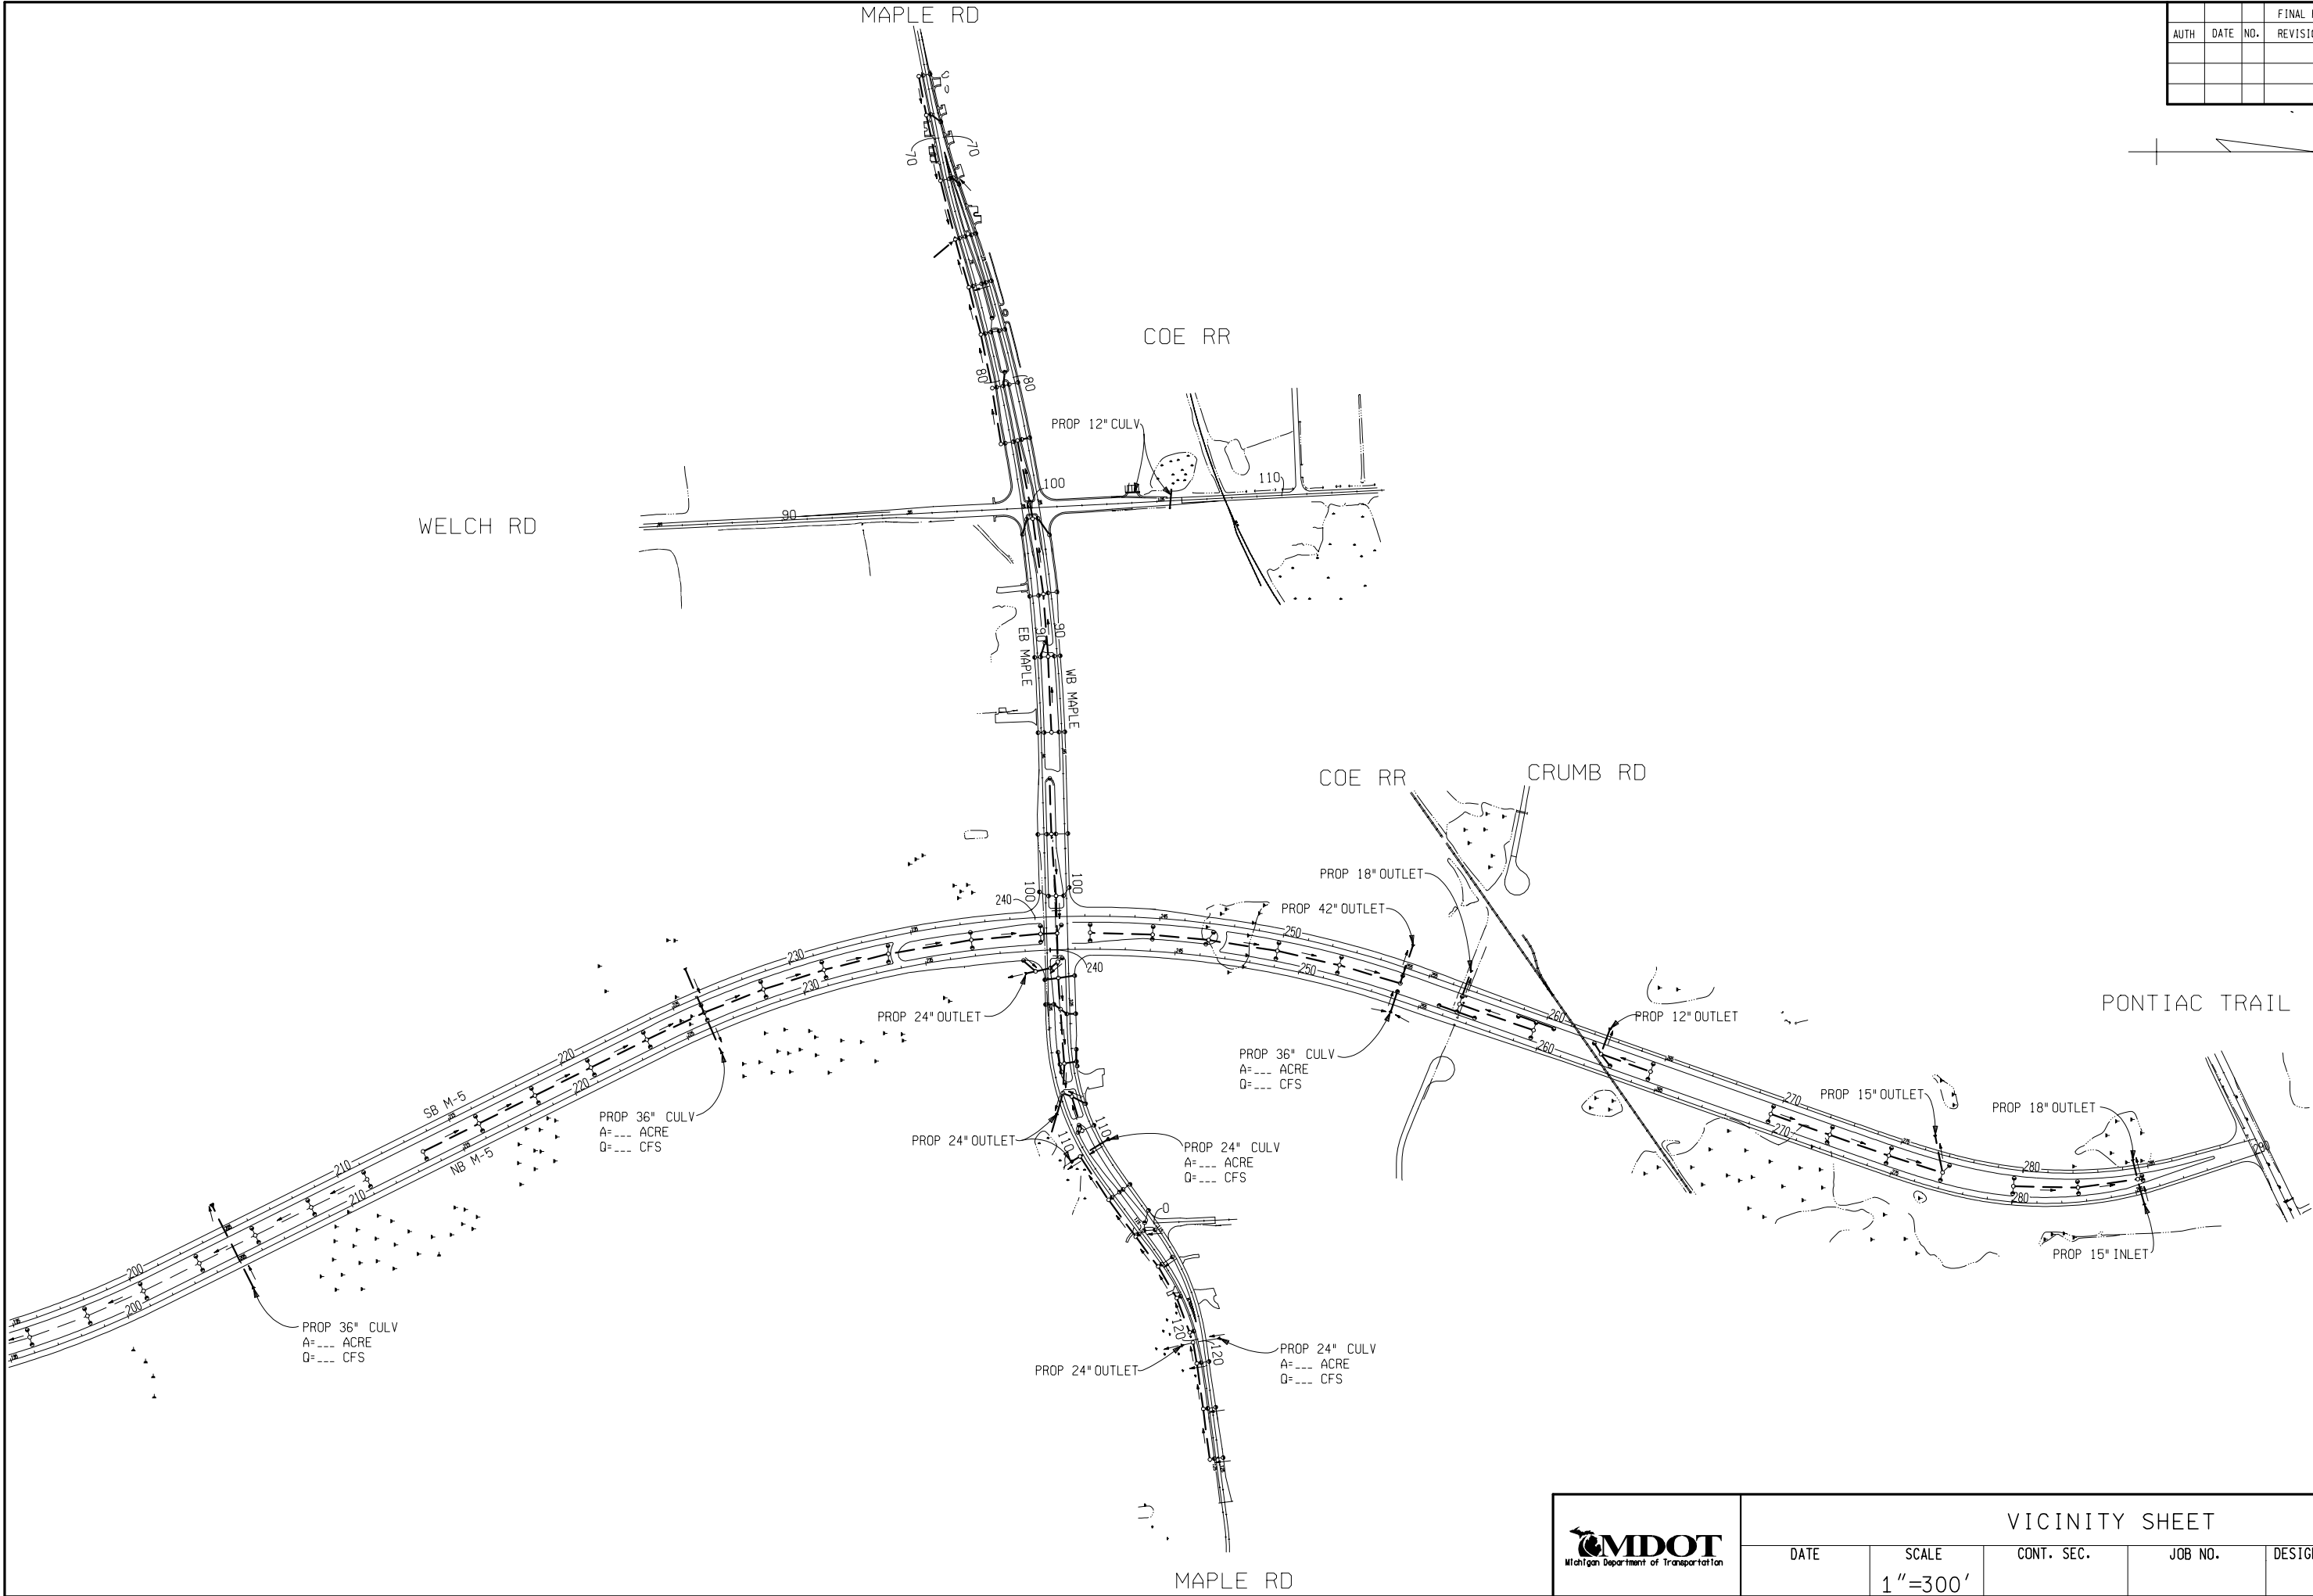 MAPLE RD
FINAL
AUTH DATE NO. REVISI
70
70
COE RR
80
80
PROP 12" CULV
100
110
WELCH RD
90
90
90
EB MAPLE
WB MAPLE
COE RR
CRUMB RD
PROP 18" OUTLET
100
100
240
PROP 42" OUTLET
250
230
240
250
230
PONTIAC TRAIL
PROP 24" OUTLET
260
PROP 12" OUTLET
220
260
PROP 36" CULV
A=___ ACRE
Q=___ CFS
220
SB M-5
270
PROP 15" OUTLET
PROP 18" OUTLET
PROP 36" CULV
A=___ ACRE
Q=___ CFS
PROP 24" OUTLET
110
110
270
PROP 24" CULV
A=___ ACRE
Q=___ CFS
290
NB M-5
210
280
210
280
0
PROP 15" INLET
200
200
PROP 36" CULV
A=___ ACRE
Q=___ CFS
120
120
PROP 24" CULV
A=___ ACRE
Q=___ CFS
PROP 24" OUTLET
MAPLE RD
MDOT
Michigan Department of Transportation
VICINITY SHEET
DATE SCALE CONT. SEC. JOB NO. DESIG
1"=300'